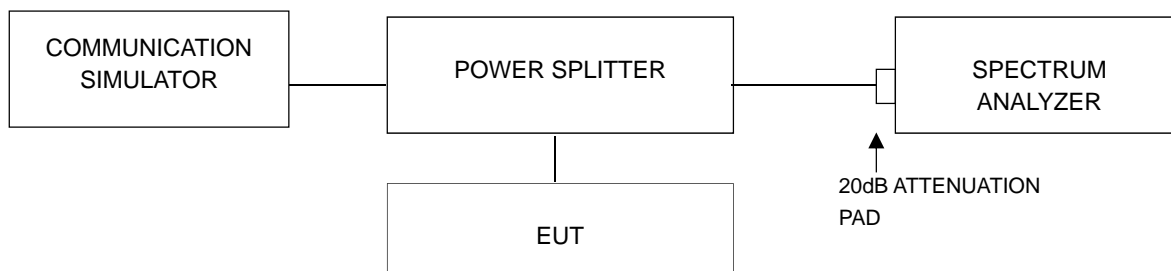 COMMUNICATION
SIMULATOR
POWER SPLITTER
SPECTRUM
ANALYZER
20dB ATTENUATION
PAD
EUT